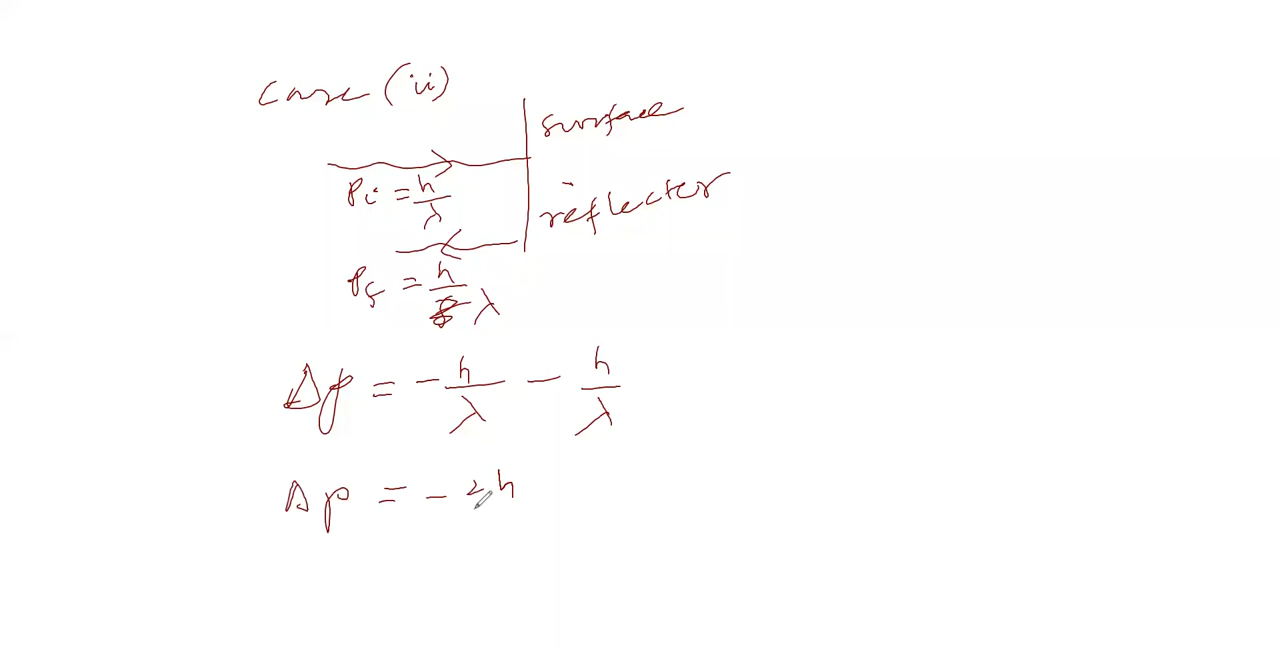 case (ii)
surface
Pi = h/λ
reflector
Pf = h/λ
Δp = - h/λ - h/λ
Δp = - 2h